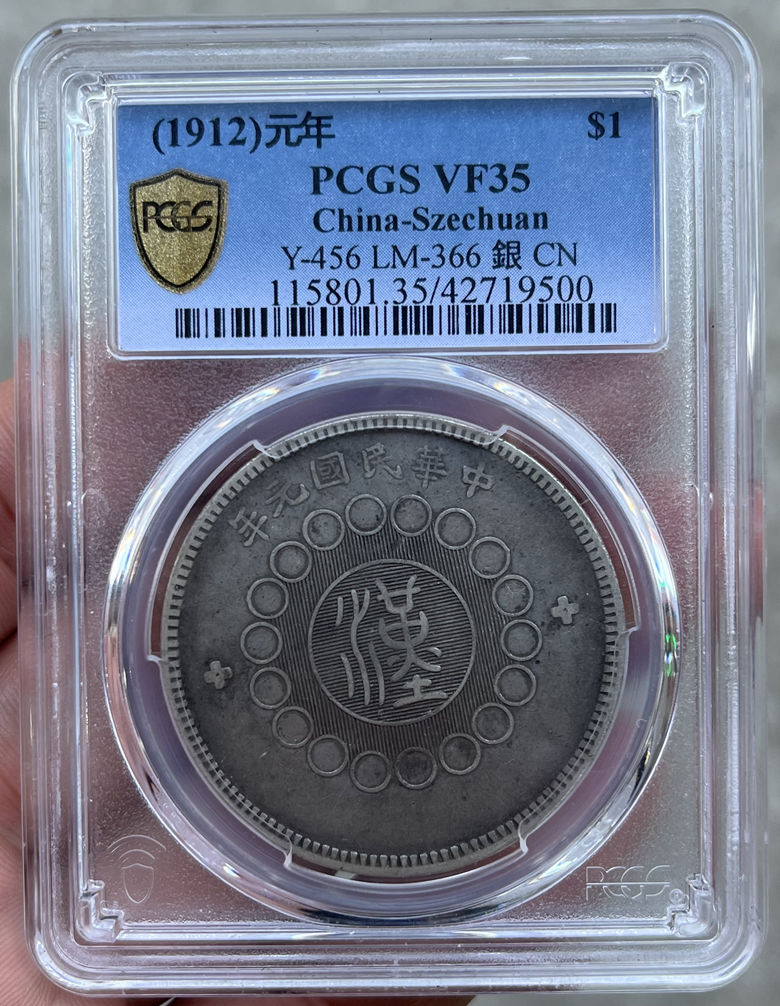 (1912)元年 $1
PCGS VF35
PCGS
China-Szechuan
Y-456 LM-366 銀 CN
115801.35/42719500
年元國民華中
漢
PCGS